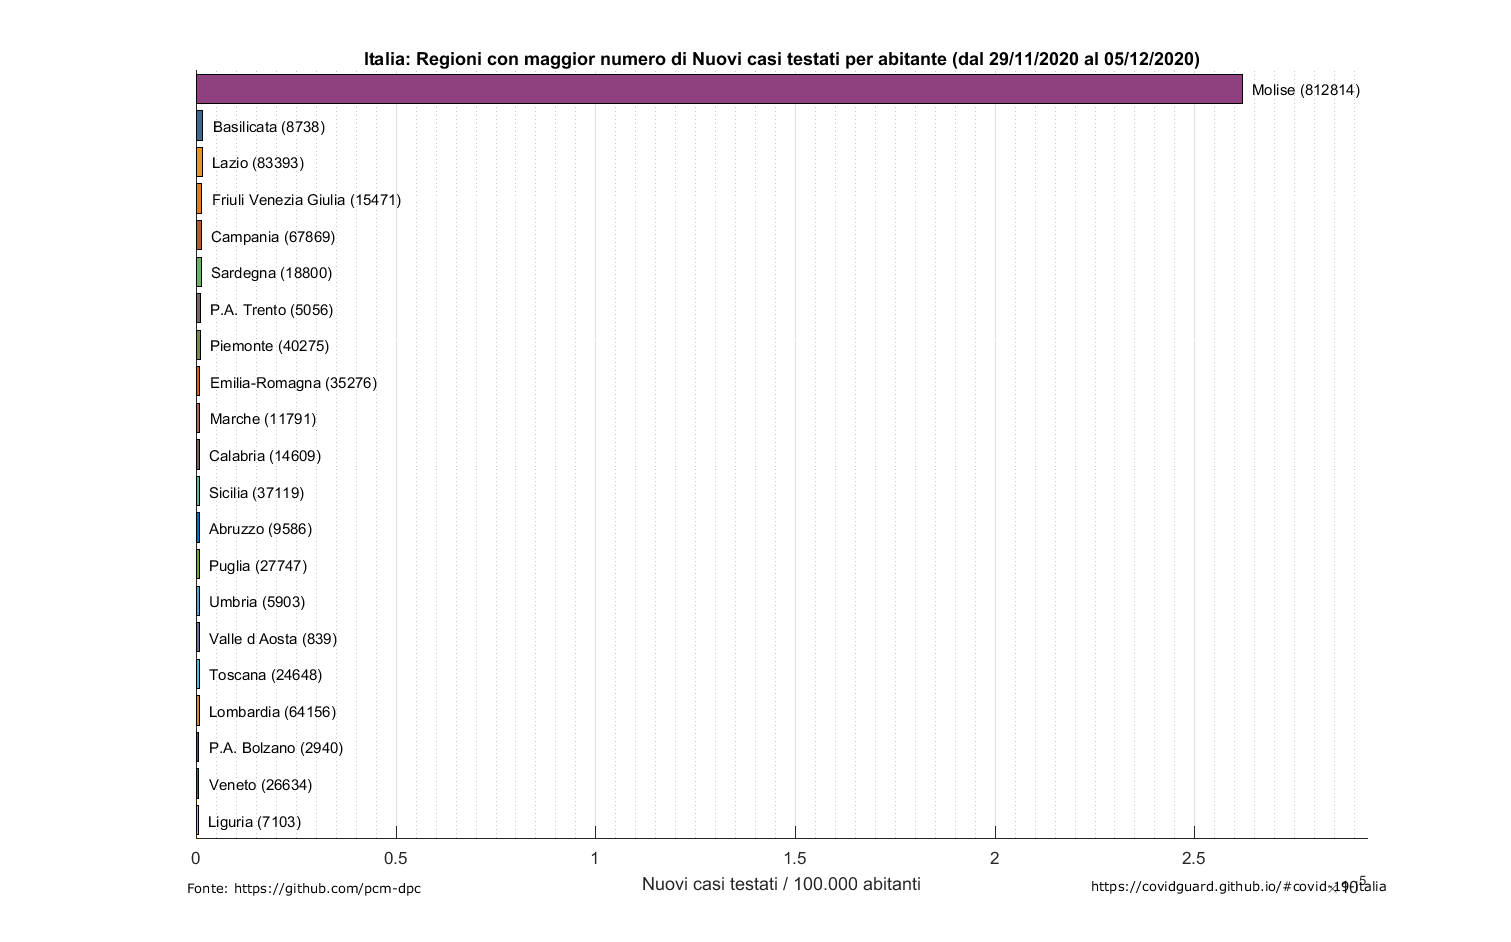 Italia: Regioni con maggior numero di Nuovi casi testati per abitante (dal 29/11/2020 al 05/12/2020)
Molise (812814)
Basilicata (8738)
Lazio (83393)
Friuli Venezia Giulia (15471)
Campania (67869)
Sardegna (18800)
P.A. Trento (5056)
Piemonte (40275)
Emilia-Romagna (35276)
Marche (11791)
Calabria (14609)
Sicilia (37119)
Abruzzo (9586)
Puglia (27747)
Umbria (5903)
Valle d Aosta (839)
Toscana (24648)
Lombardia (64156)
P.A. Bolzano (2940)
Veneto (26634)
Liguria (7103)
0 0.5 1 1.5 2 2.5
Nuovi casi testati / 100.000 abitanti
Fonte: https://github.com/pcm-dpc
https://covidguard.github.io/#covid-19-italia
×10^5